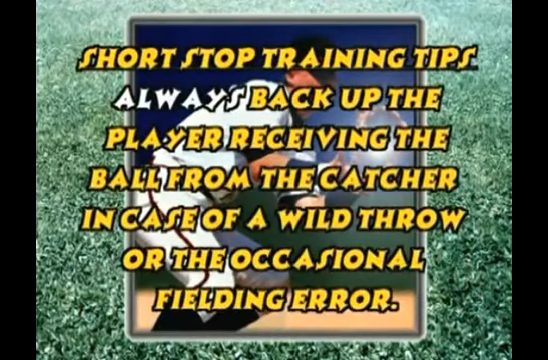 SHORT STOP TRAINING TIPS
ALWAYS BACK UP THE
PLAYER RECEIVING THE
BALL FROM THE CATCHER
IN CASE OF A WILD THROW
OR THE OCCASIONAL
FIELDING ERROR.